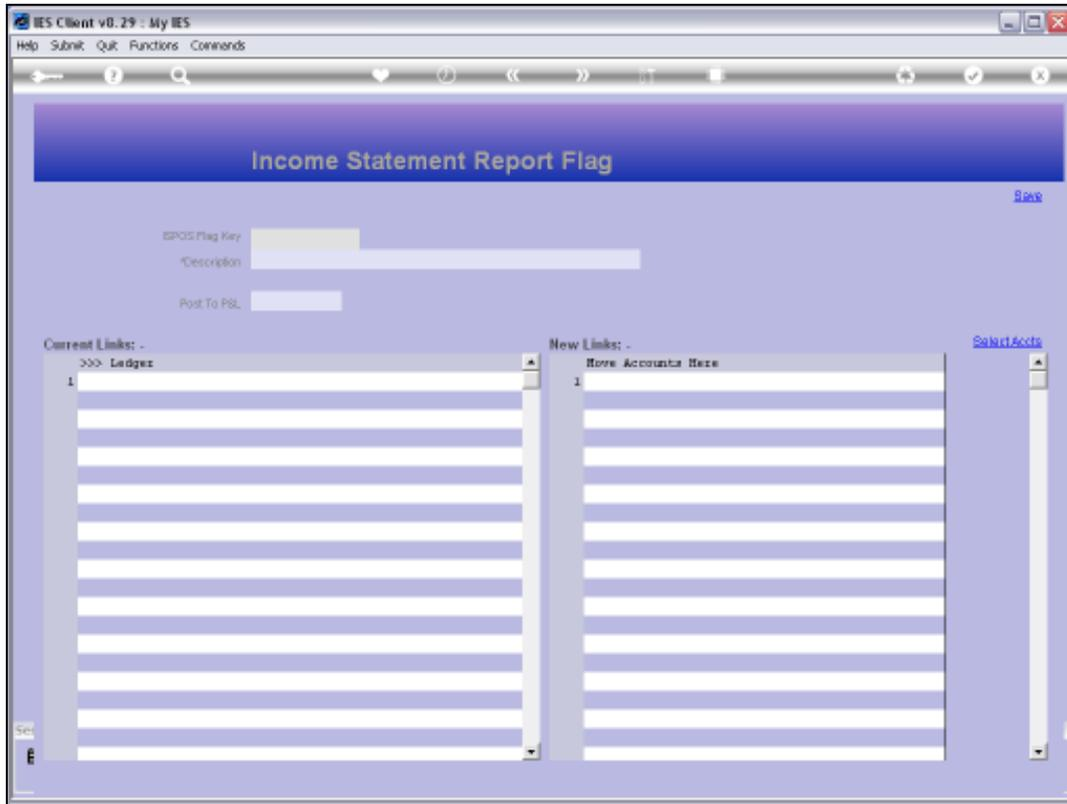 IES Client v8.29 : My IES
Help Submit Quit Functions Commands
Income Statement Report Flag
Save
ISPOS Flag Key
*Description
Post To P&L
Current Links: -
New Links: -
Select Accts
>>> Ledger
Move Accounts Here
1
1